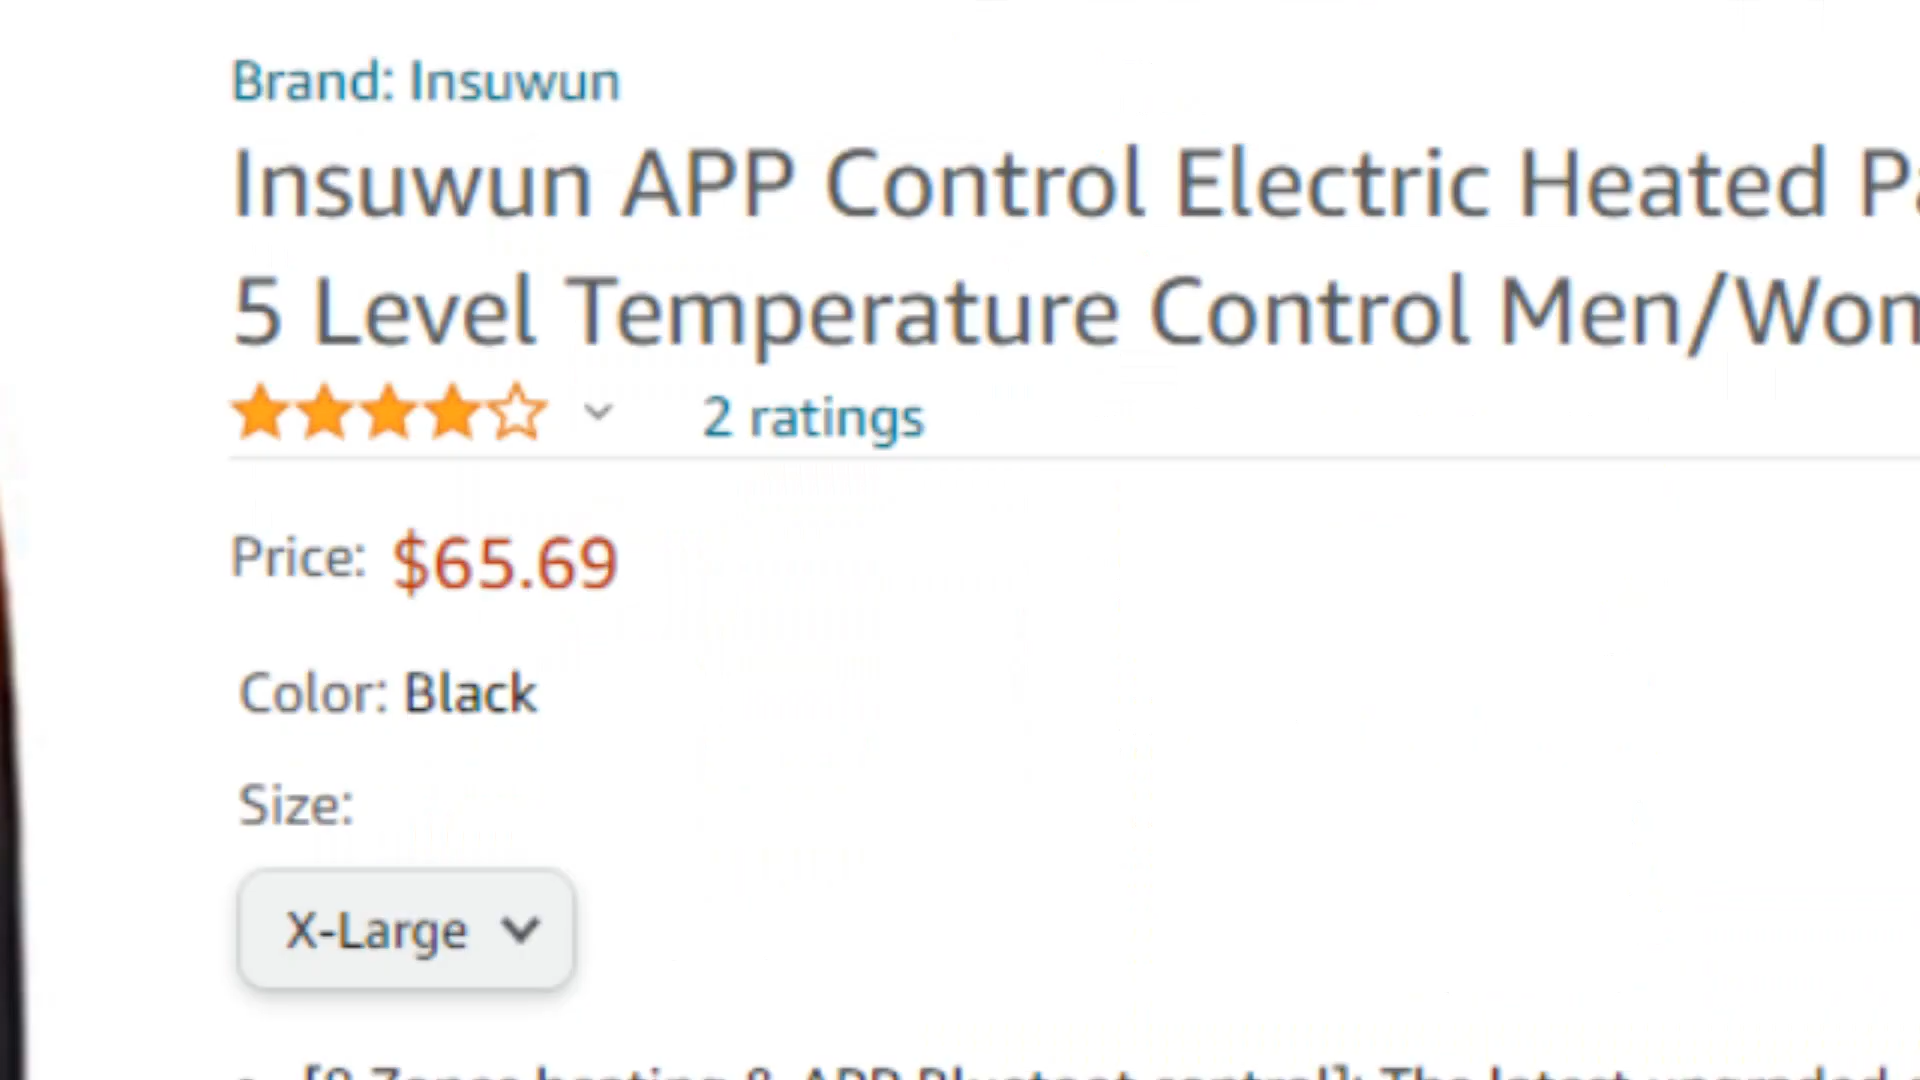 Brand: Insuwun
Insuwun APP Control Electric Heated
5 Level Temperature Control Men/
2 ratings
Price: $65.69
Color: Black
Size:
X-Large